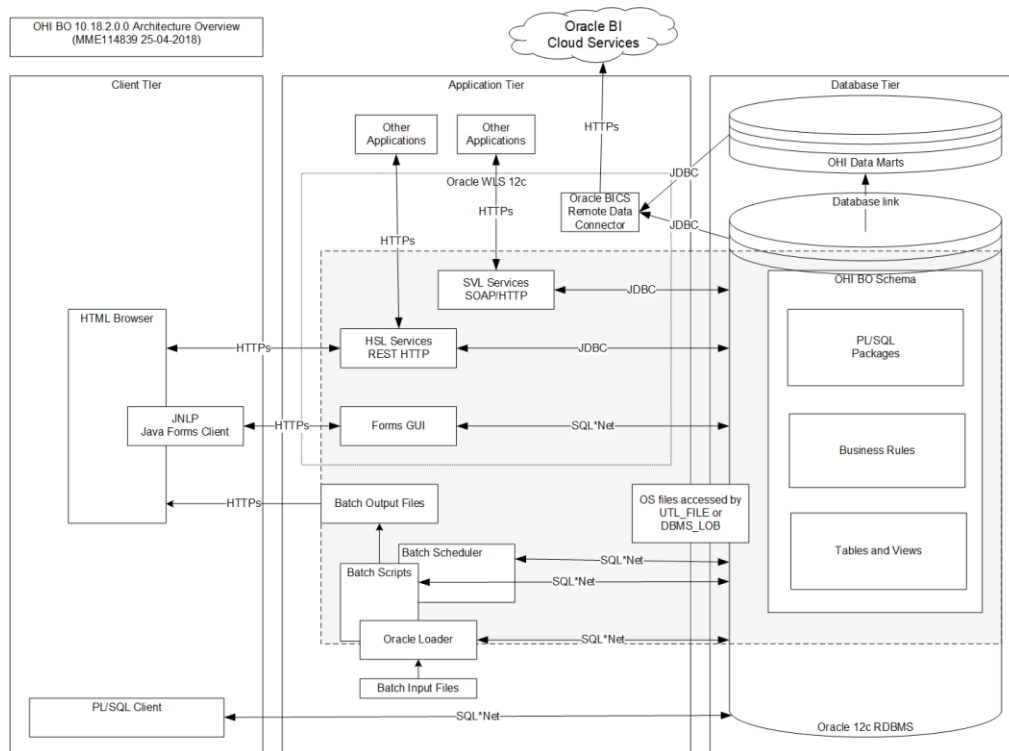 OHI BO 10.18.2.0.0 Architecture Overview
(MME114839 25-04-2018)
Oracle BI
Cloud Services
Client TIer
Application Tier
Database Tier
Other
Applications
Other
Applications
HTTPs
OHI Data Marts
JDBC
Oracle WLS 12c
Oracle BICS
Remote Data
Connector
Database link
HTTPs
JDBC
HTTPs
SVL Services
SOAP/HTTP
JDBC
OHI BO Schema
HTML Browser
HTTPs
HSL Services
REST HTTP
JDBC
PL/SQL
Packages
JNLP
Java Forms Client
HTTPs
Forms GUI
SQL*Net
Business Rules
HTTPs
Batch Output Files
OS files accessed by
UTL_FILE or
DBMS_LOB
Batch Scheduler
SQL*Net
Tables and Views
Batch Scripts
SQL*Net
Oracle Loader
SQL*Net
Batch Input Files
PL/SQL Client
SQL*Net
Oracle 12c RDBMS